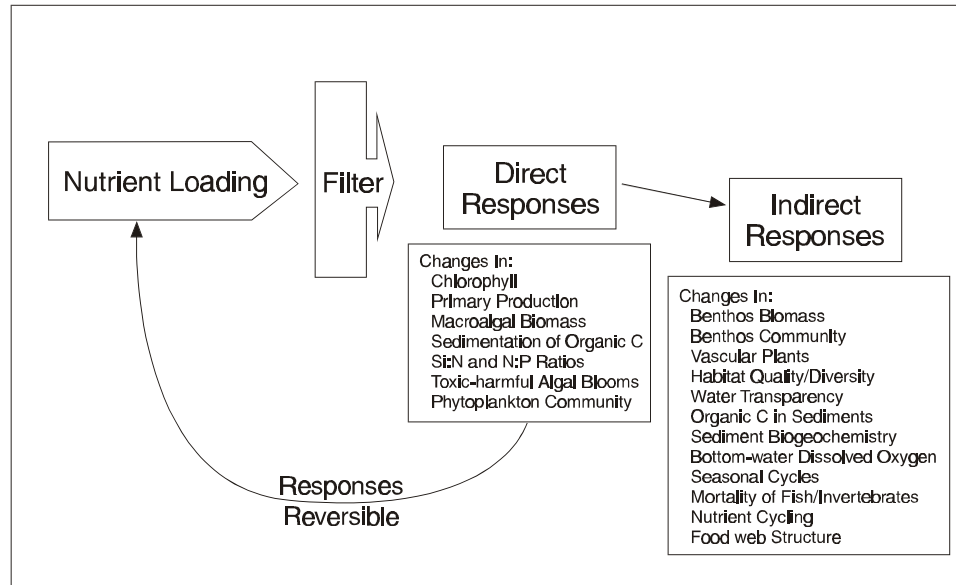 Nutrient Loading
Filter
Direct
Responses
Indirect
Responses
Changes In:
Chlorophyll
Primary Production
Macroalgal Biomass
Sedimentation of Organic C
Si:N and N:P Ratios
Toxic-harmful Algal Blooms
Phytoplankton Community
Changes In:
Benthos Biomass
Benthos Community
Vascular Plants
Habitat Quality/Diversity
Water Transparency
Organic C in Sediments
Sediment Biogeochemistry
Bottom-water Dissolved Oxygen
Seasonal Cycles
Mortality of Fish/Invertebrates
Nutrient Cycling
Food web Structure
Responses
Reversible